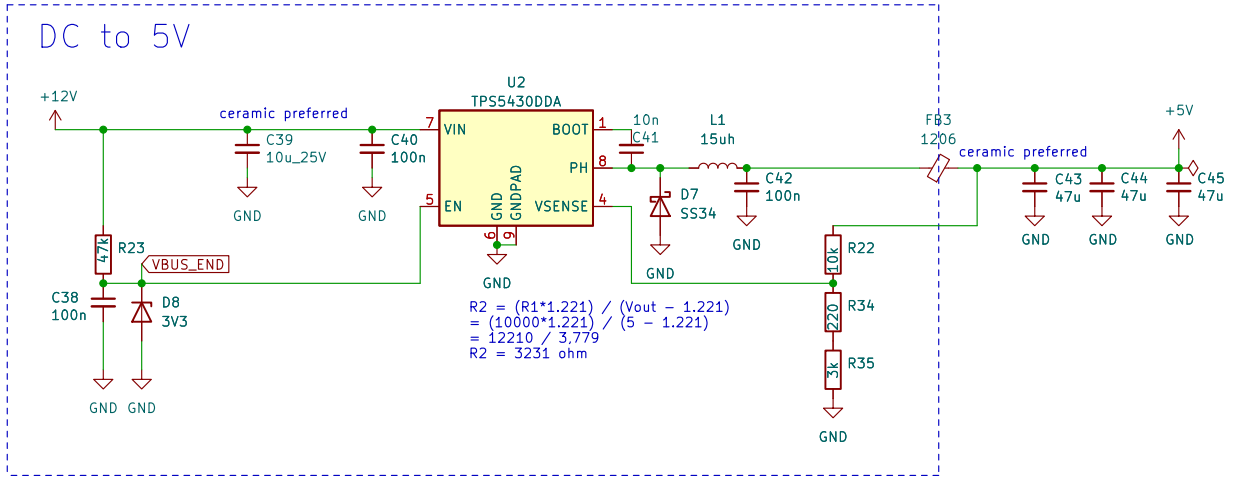 DC to 5V
+12V
ceramic preferred
C39
10u_25V
C40
100n
U2
TPS5430DDA
7
VIN
BOOT
1
PH
8
5
EN
VSENSE
4
GND
GNDPAD
6
9
10n
C41
L1
15uh
D7
SS34
C42
100n
FB3
1206
ceramic preferred
+5V
C43
47u
C44
47u
C45
47u
GND
GND
GND
GND
GND
GND
GND
GND
47k
R23
VBUS_END
C38
100n
D8
3V3
GND
GND
GND
10k
R22
220
R34
3k
R35
GND
R2 = (R1*1.221) / (Vout - 1.221)
= (10000*1.221) / (5 - 1.221)
= 12210 / 3,779
R2 = 3231 ohm